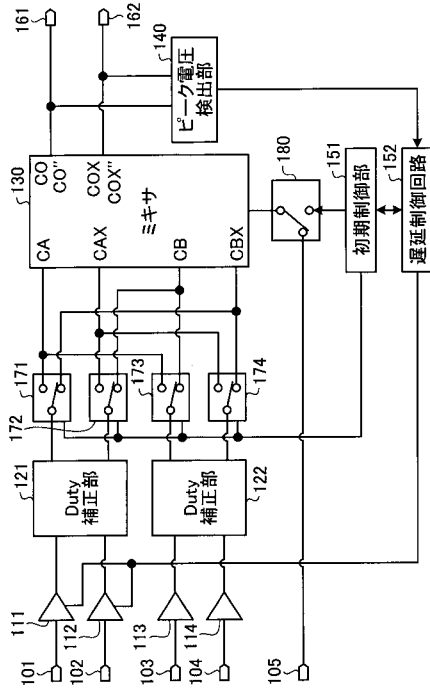 101
102
103
104
105
111
112
113
114
121
Duty
補正部
Duty
補正部
122
171
172
173
174
130
CA
CAX
CB
CBX
ミキサ
CO
CO"
COX
COX"
161
162
140
ピーク電圧
検出部
180
151
初期制御部
152
遅延制御回路